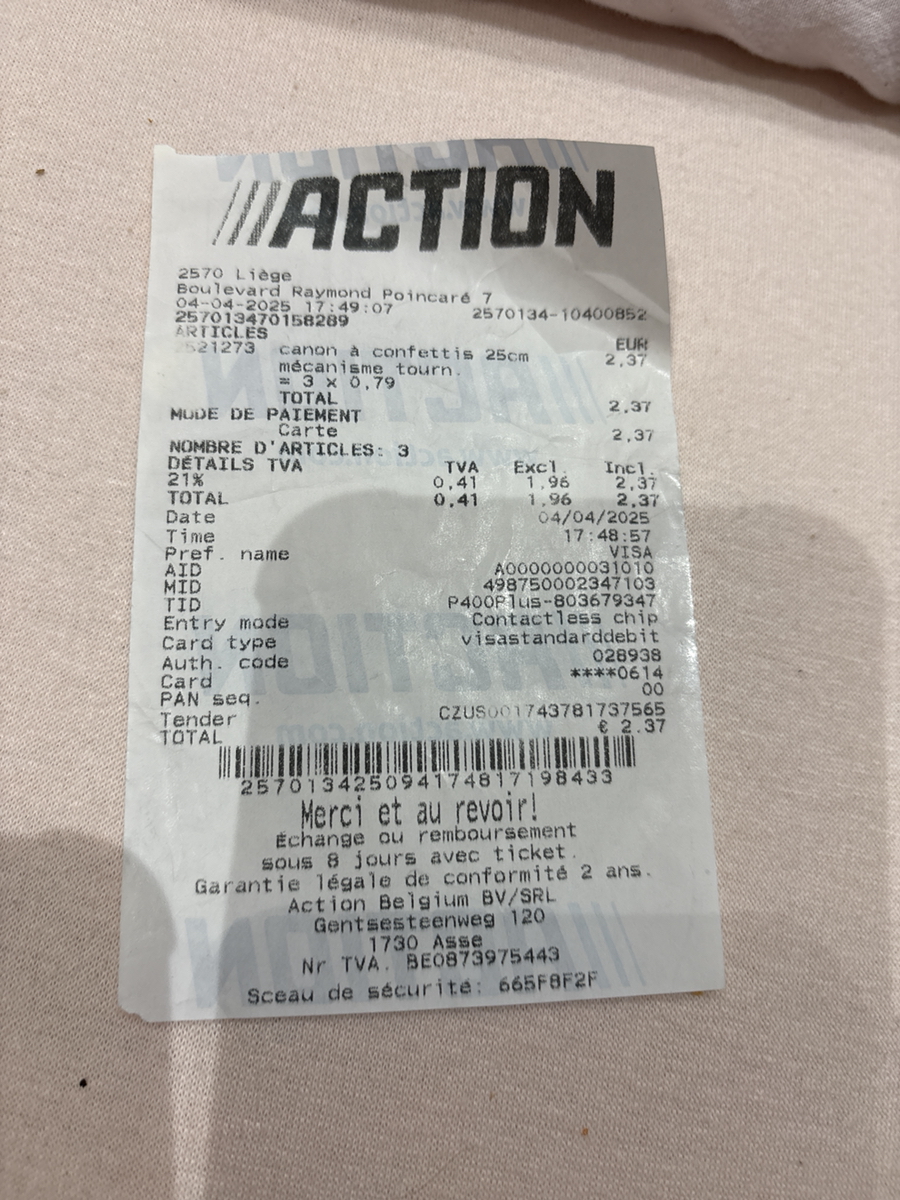 ///ACTION
2570 Liège
Boulevard Raymond Poincaré 7
04-04-2025 17:49:07 2570134-10400852
257013470158289
ARTICLES EUR
521273 canon à confettis 25cm 2,37
mécanisme tourn.
= 3 x 0,79
TOTAL 2,37
MODE DE PAIEMENT
Carte 2,37
NOMBRE D'ARTICLES: 3
DÉTAILS TVA TVA Excl. Incl.
21% 0,41 1,96 2,37
TOTAL 0,41 1,96 2,37
Date 04/04/2025
Time 17:48:57
Pref. name VISA
AID A0000000031010
MID 498750002347103
TID P400Plus-803679347
Entry mode Contactless chip
Card type visastandarddebit
Auth. code 028938
Card ****0614
PAN seq. 00
Tender CZUS001743781737565
TOTAL € 2.37
2570134250941748171984​33
Merci et au revoir!
Échange ou remboursement
sous 8 jours avec ticket.
Garantie légale de conformité 2 ans.
Action Belgium BV/SRL
Gentsesteenweg 120
1730 Asse
Nr TVA. BE0873975443
Sceau de sécurité: 665F8F2F